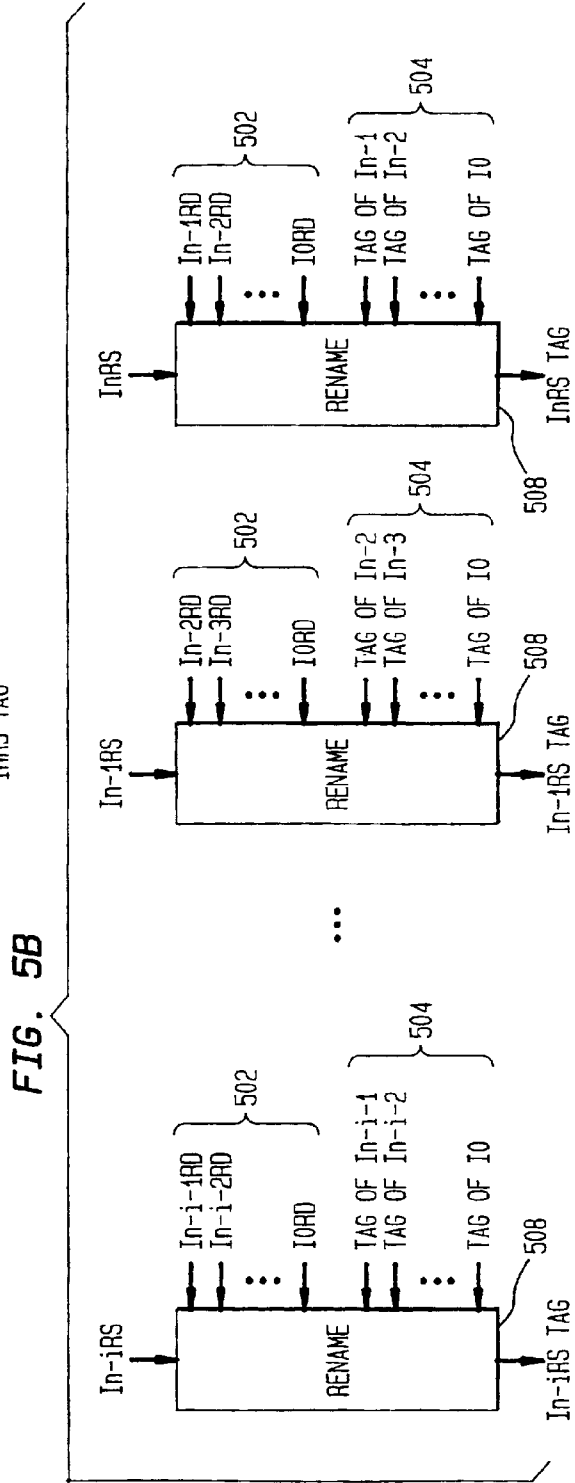 InRS TAG
FIG. 5B
In-iRS
RENAME
In-i-1RD
In-i-2RD
•••
I0RD
502
TAG OF In-i-1
TAG OF In-i-2
•••
TAG OF I0
504
508
In-iRS TAG
•••
In-1RS
RENAME
In-2RD
In-3RD
•••
I0RD
502
TAG OF In-2
TAG OF In-3
•••
TAG OF I0
504
508
In-1RS TAG
InRS
RENAME
In-1RD
In-2RD
•••
I0RD
502
TAG OF In-1
TAG OF In-2
•••
TAG OF I0
504
508
InRS TAG